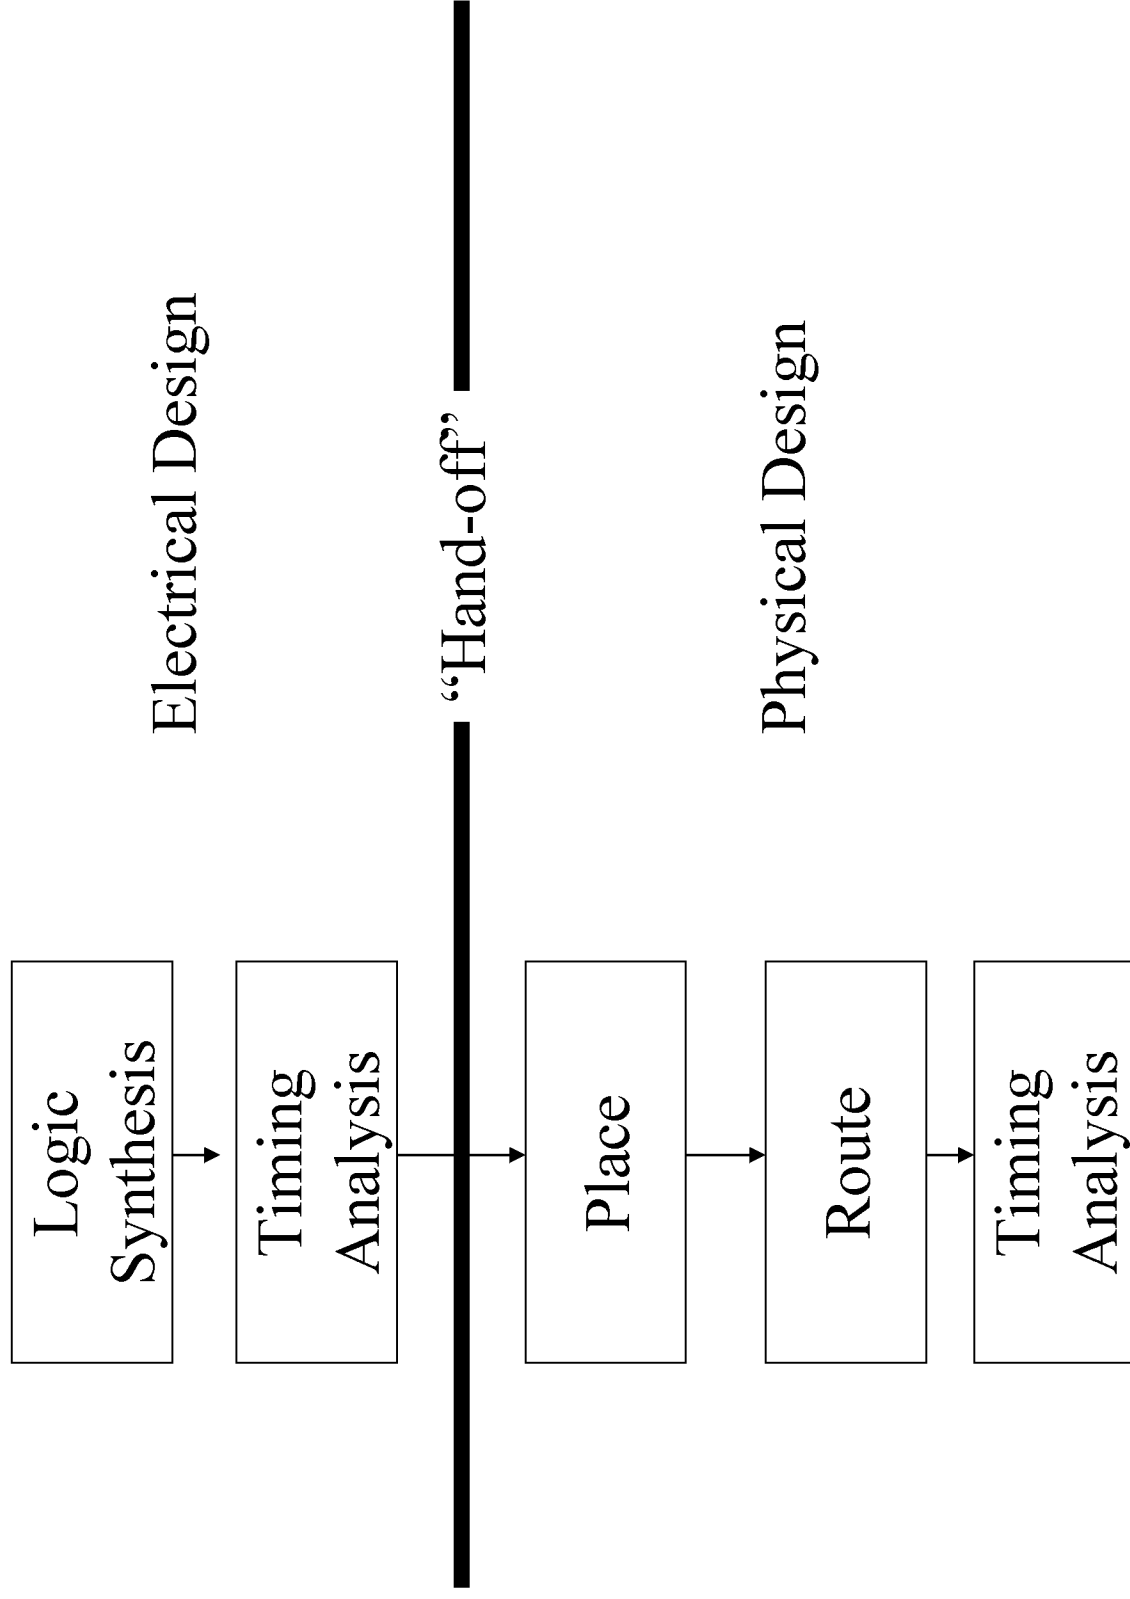 Logic
Synthesis
Electrical Design
Timing
Analysis
“Hand-off”
Place
Physical Design
Route
Timing
Analysis